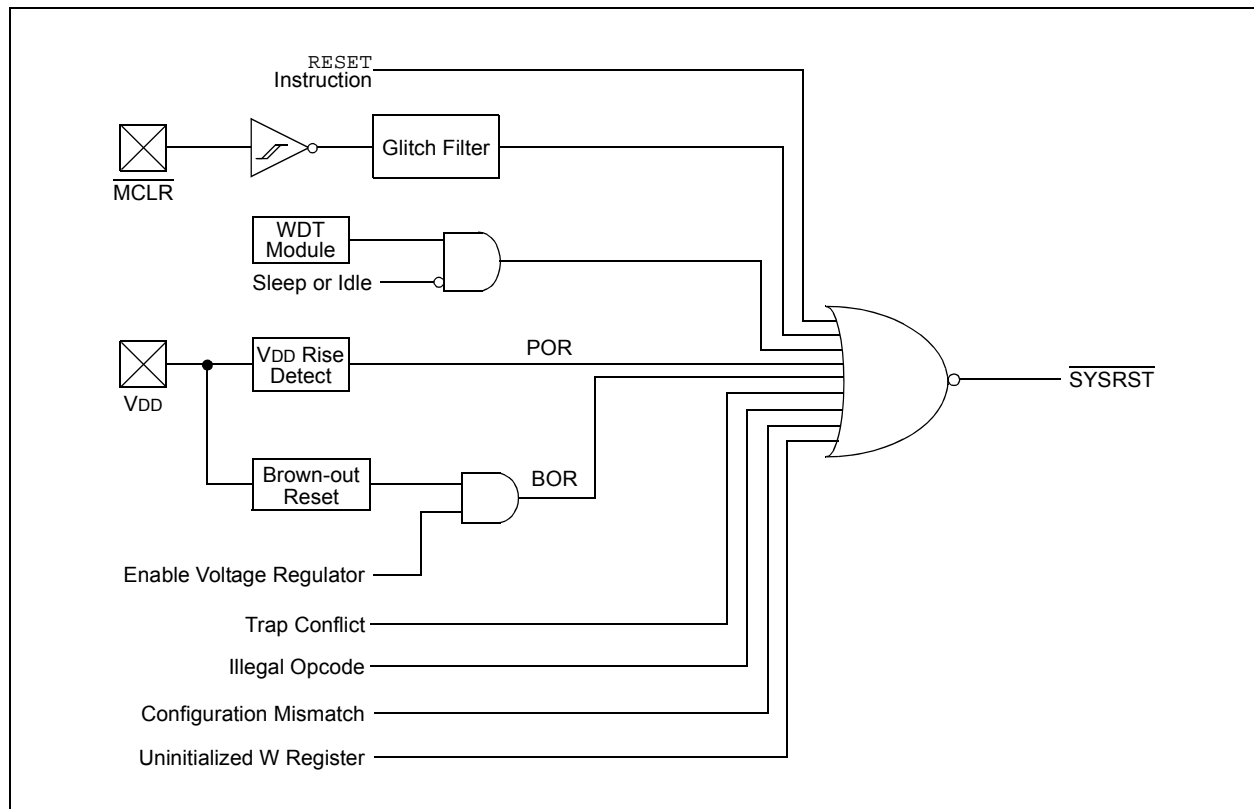 RESET
Instruction
Glitch Filter
MCLR
WDT
Module
Sleep or Idle
VDD Rise
Detect
POR
VDD
SYSRST
Brown-out
Reset
BOR
Enable Voltage Regulator
Trap Conflict
Illegal Opcode
Configuration Mismatch
Uninitialized W Register